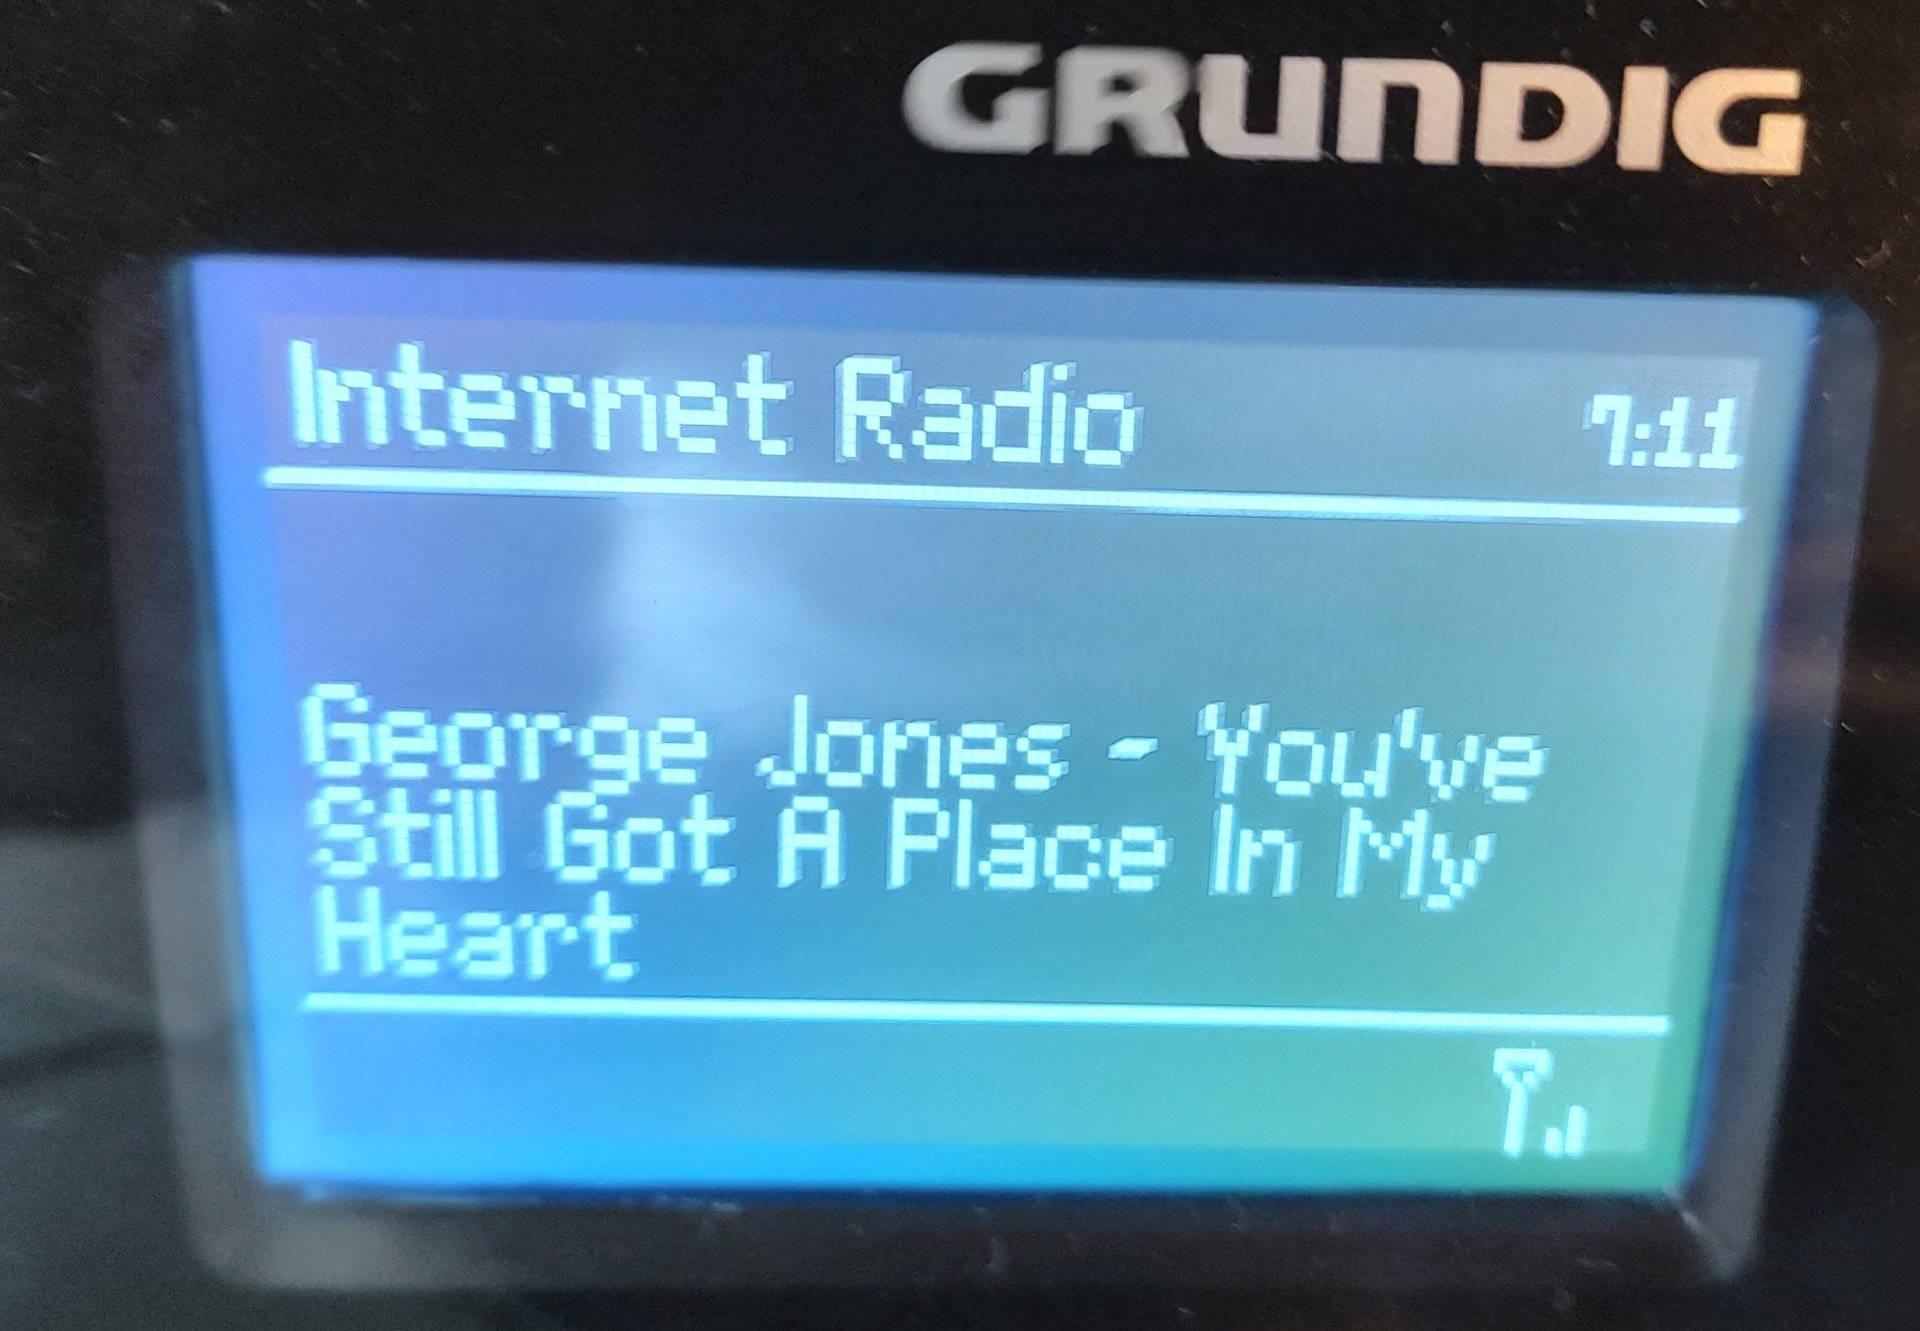 GRUNDIG
Internet Radio 7:11
George Jones - You've
Still Got A Place In My
Heart